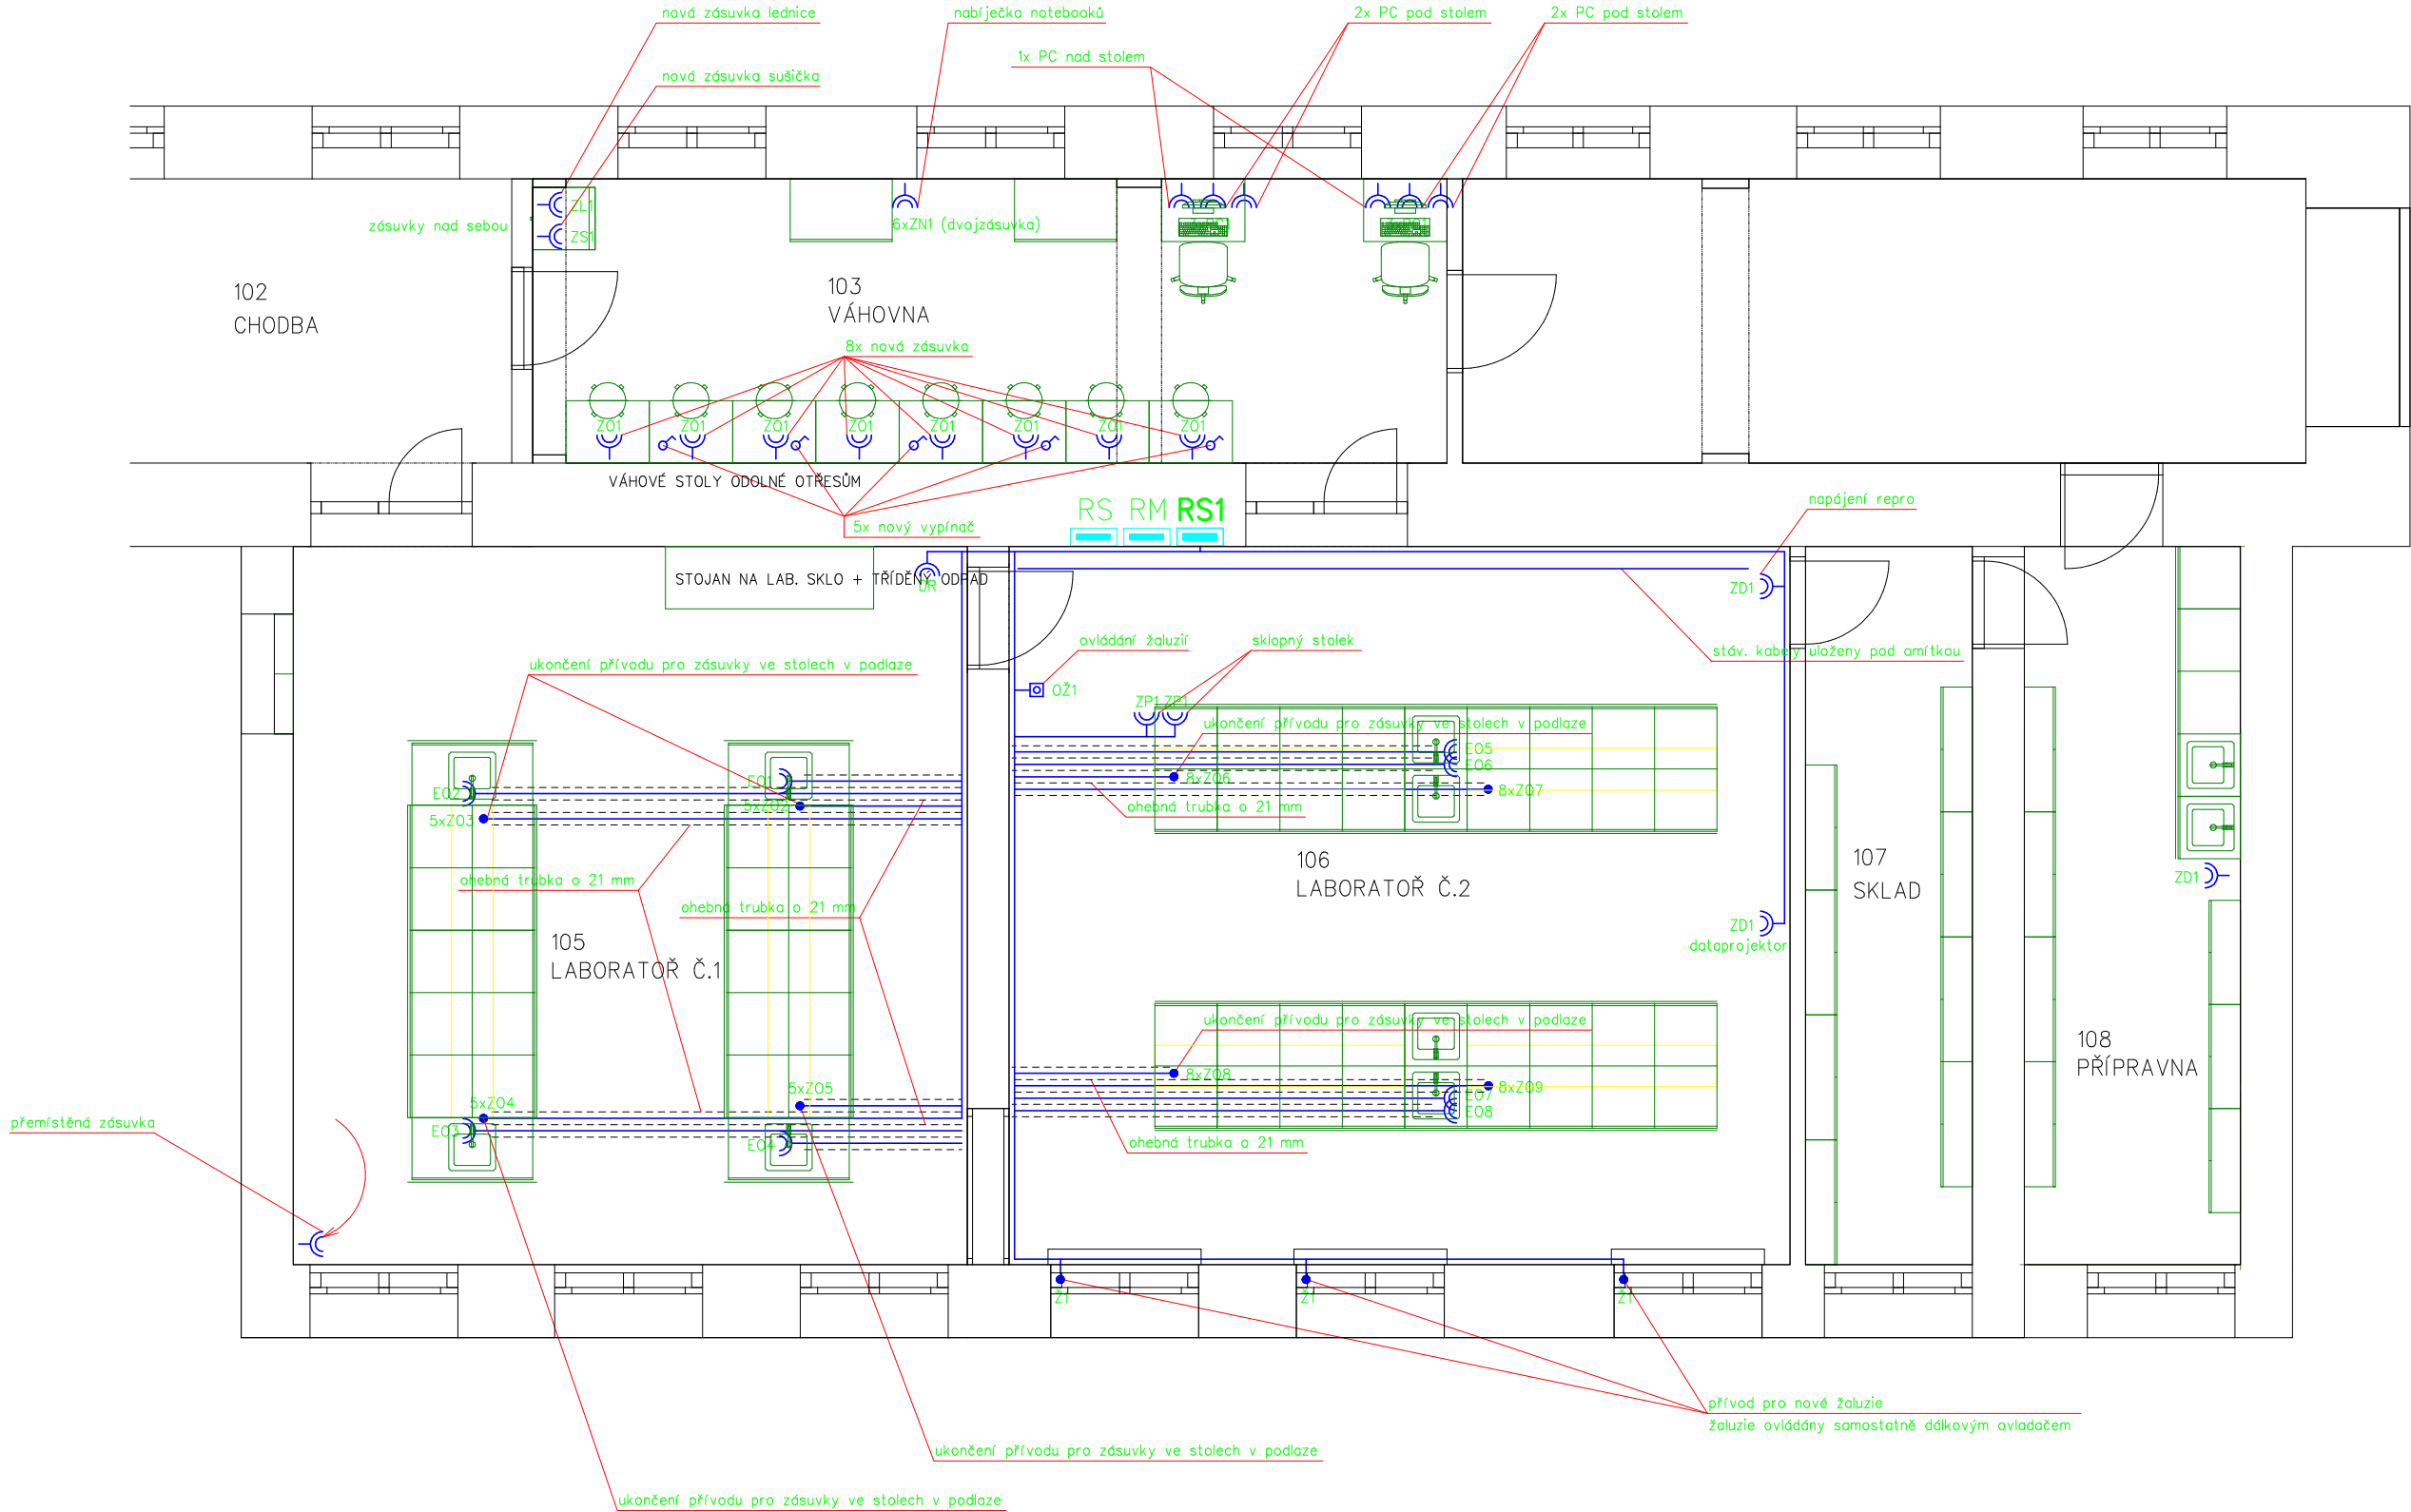 nová zásuvka lednice
nabíječka notebooků
2x PC pod stolem
2x PC pod stolem
1x PC nad stolem
nová zásuvka sušička
ZL1
zásuvky nad sebou
ZS1
6xZN1 (dvojzásuvka)
102
CHODBA
103
VÁHOVNA
8x nová zásuvka
ZO1
ZO1
ZO1
ZO1
ZO1
ZO1
ZO1
ZO1
VÁHOVÉ STOLY ODOLNÉ OTŘESŮM
5x nový vypínač
RS
RM
RS1
napájení repro
STOJAN NA LAB. SKLO + TŘÍDĚNÝ ODPAD
DR
ZD1
ovládání žaluzií
sklopný stolek
stáv. kabely uloženy pod omítkou
ukončení přívodu pro zásuvky ve stolech v podlaze
OŽ1
ZP1
ZP1
ukončení přívodu pro zásuvky ve stolech v podlaze
EO5
EO6
EO1
8xZO6
EO2
8xZO7
5xZO2
ohebná trubka o 21 mm
5xZO3
106
LABORATOŘ Č.2
107
SKLAD
ZD1
ohebná trubka o 21 mm
ohebná trubka o 21 mm
ZD1
dataprojektor
105
LABORATOŘ Č.1
ukončení přívodu pro zásuvky ve stolech v podlaze
108
PŘÍPRAVNA
8xZO8
5xZO5
8xZO9
EO7
5xZO4
EO8
přemístěná zásuvka
EO3
EO4
ohebná trubka o 21 mm
Ž1
Ž1
Ž1
přívod pro nové žaluzie
žaluzie ovládány samostatně dálkovým ovladačem
ukončení přívodu pro zásuvky ve stolech v podlaze
ukončení přívodu pro zásuvky ve stolech v podlaze